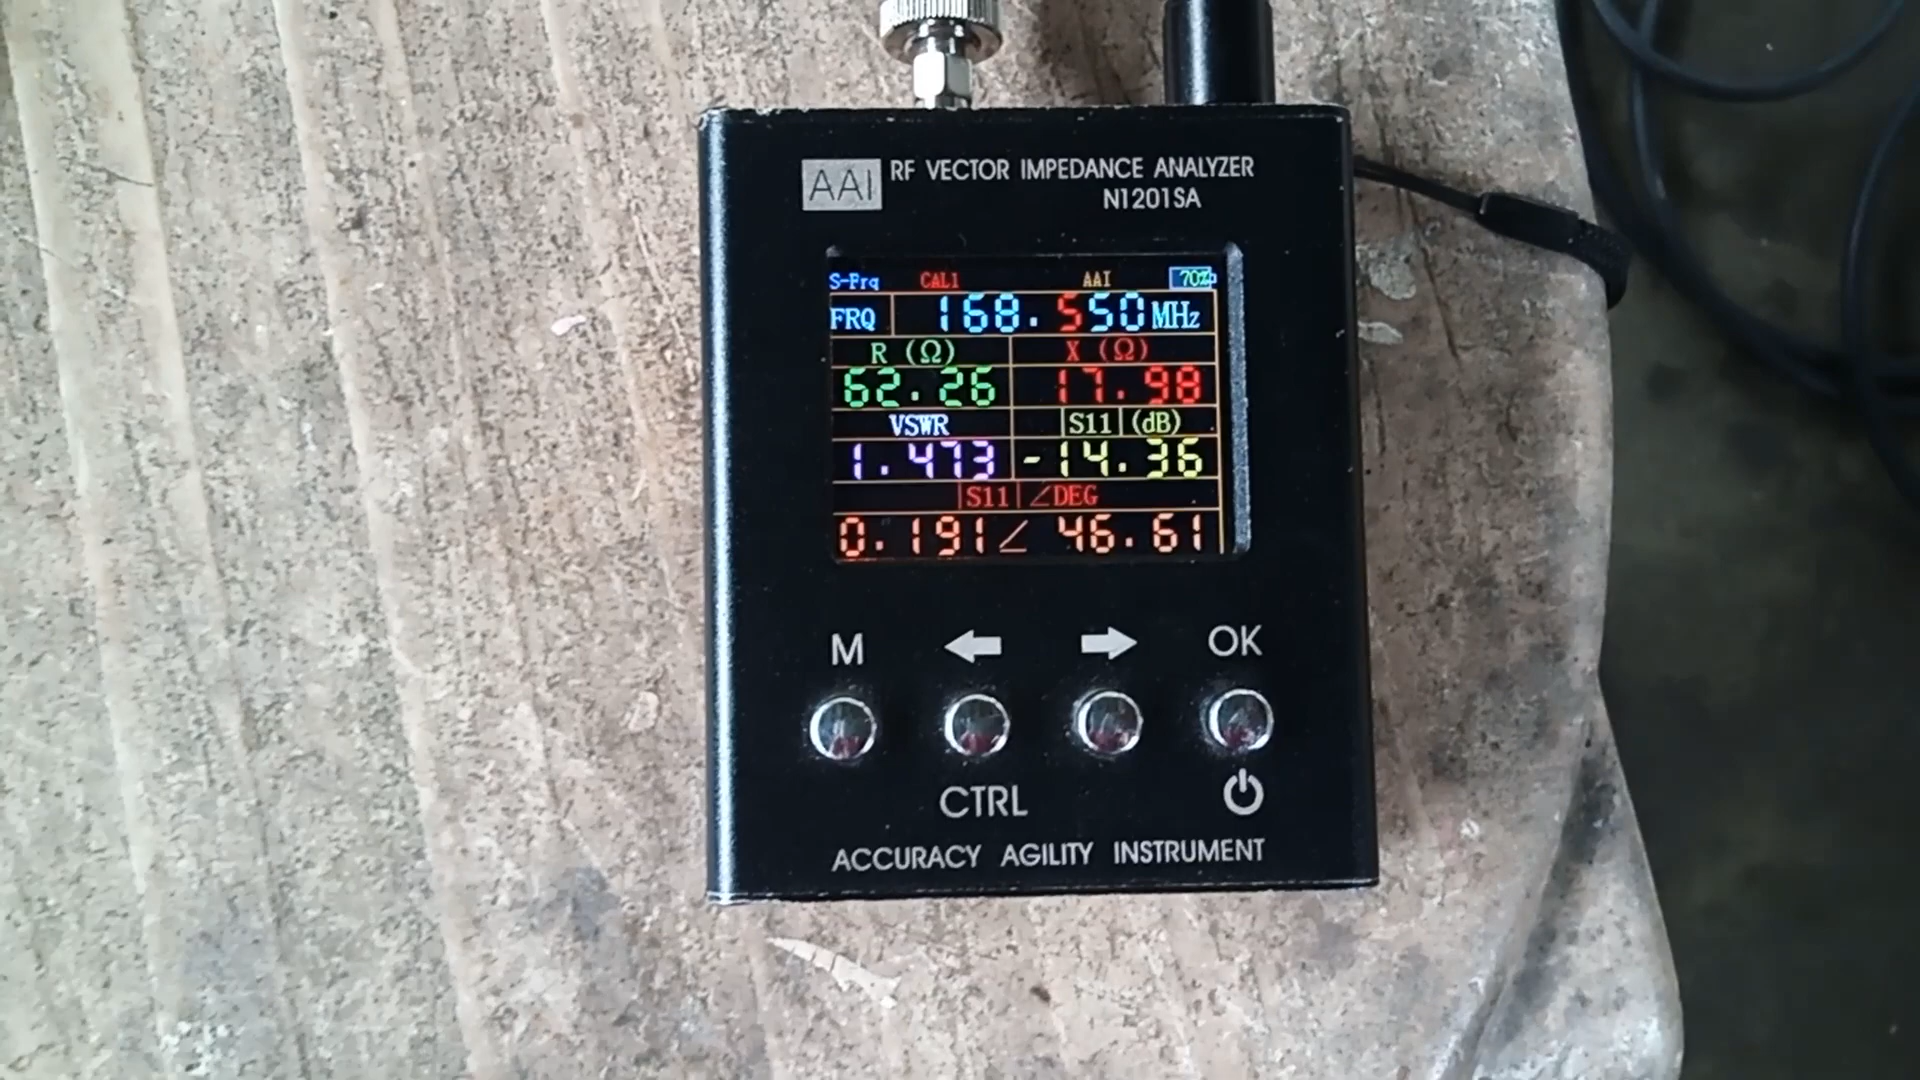 AAI RF VECTOR IMPEDANCE ANALYZER
N1201SA
S-Frq CAL1 AAI 70%
FRQ 168.550MHz
R (Ω) X (Ω)
62.26 17.98
VSWR |S11|(dB)
1.473 -14.36
|S11|∠DEG
0.191∠ 46.61
M OK
CTRL
ACCURACY AGILITY INSTRUMENT